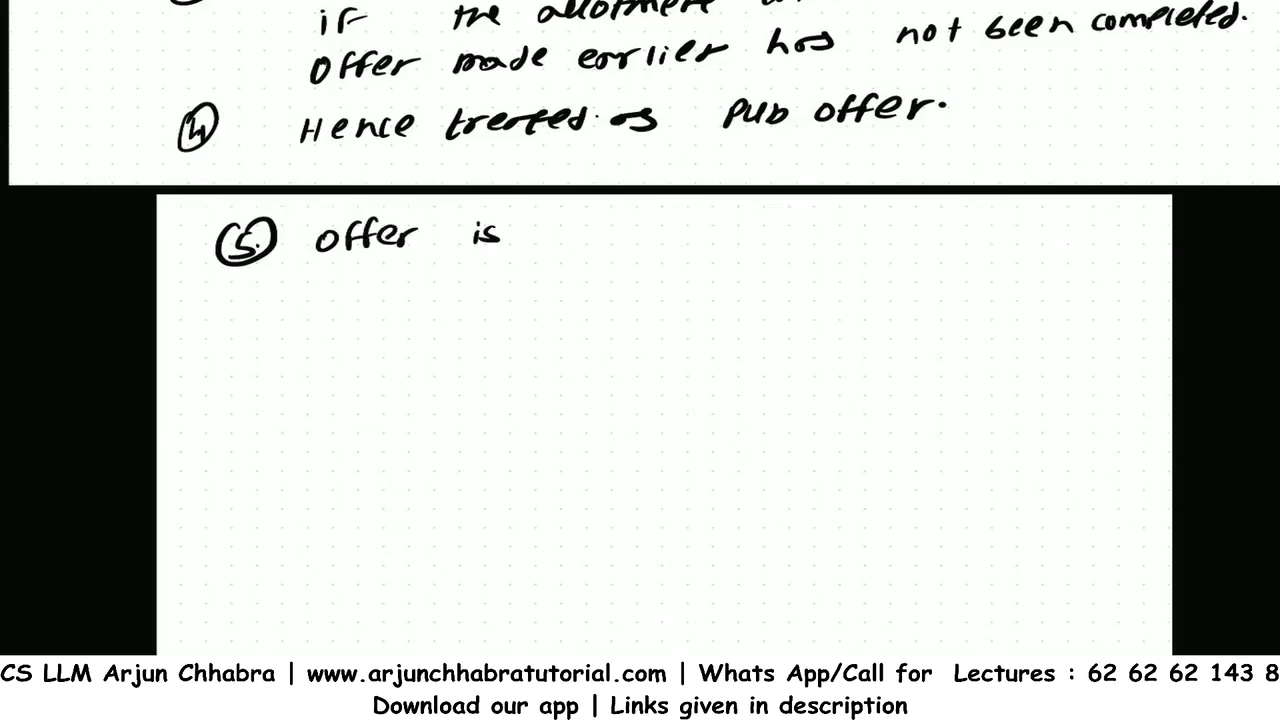 if the allotment
offer made earlier has not been completed.
4 Hence treated as pub offer.
5. offer is
CS LLM Arjun Chhabra | www.arjunchhabratutorial.com | Whats App/Call for Lectures : 62 62 62 143 8
Download our app | Links given in description